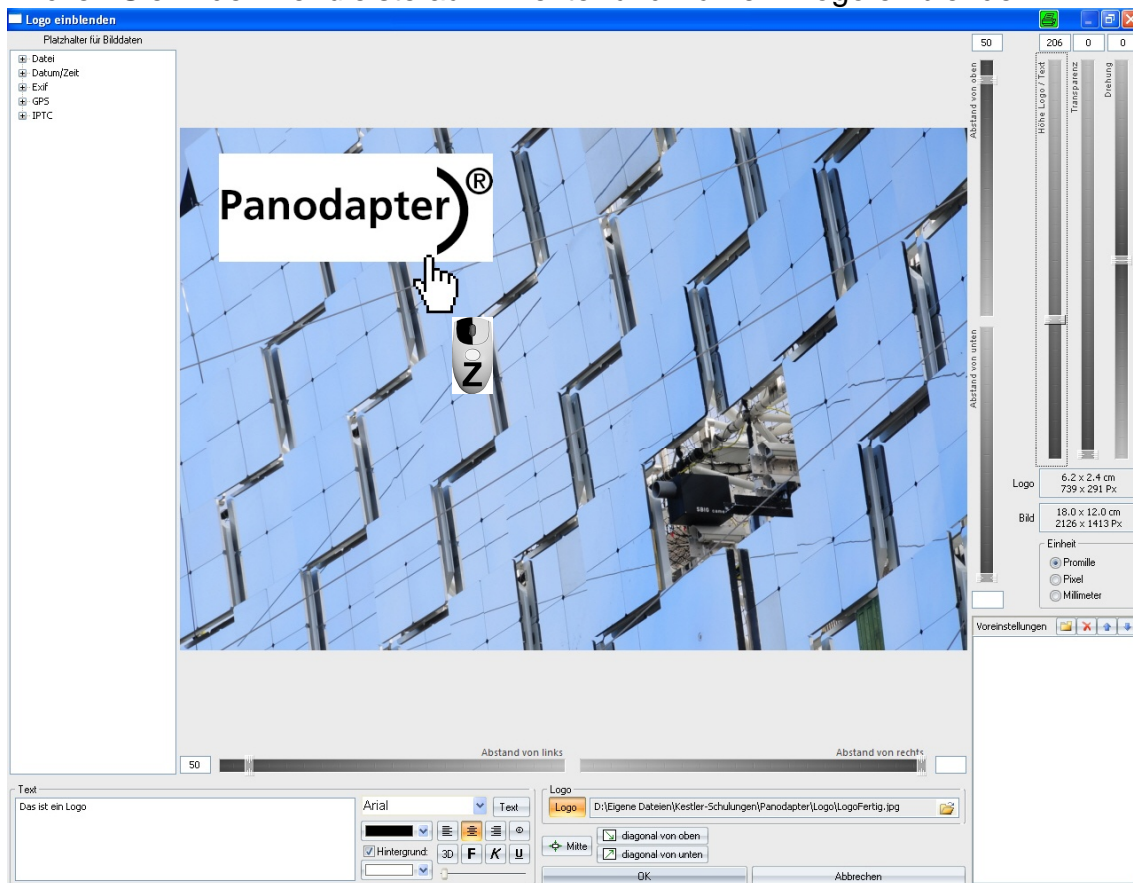 Logo einblenden
Platzhalter für Bilddaten
Datei
Datum/Zeit
Exif
GPS
IPTC
Panodapter)®
Z
50
206
0
0
Abstand von oben
Höhe Logo / Text
Transparenz
Drehung
Abstand von unten
Logo
6.2 x 2.4 cm
739 x 291 Px
Bild
18.0 x 12.0 cm
2126 x 1413 Px
Einheit
Promille
Pixel
Millimeter
Voreinstellungen
Abstand von links
Abstand von rechts
50
Text
Das ist ein Logo
Arial
Text
Hintergrund:
3D
F
K
U
Logo
Logo
D:\Eigene Dateien\Kestler-Schulungen\Panodapter\Logo\LogoFertig.jpg
Mitte
diagonal von oben
diagonal von unten
OK
Abbrechen